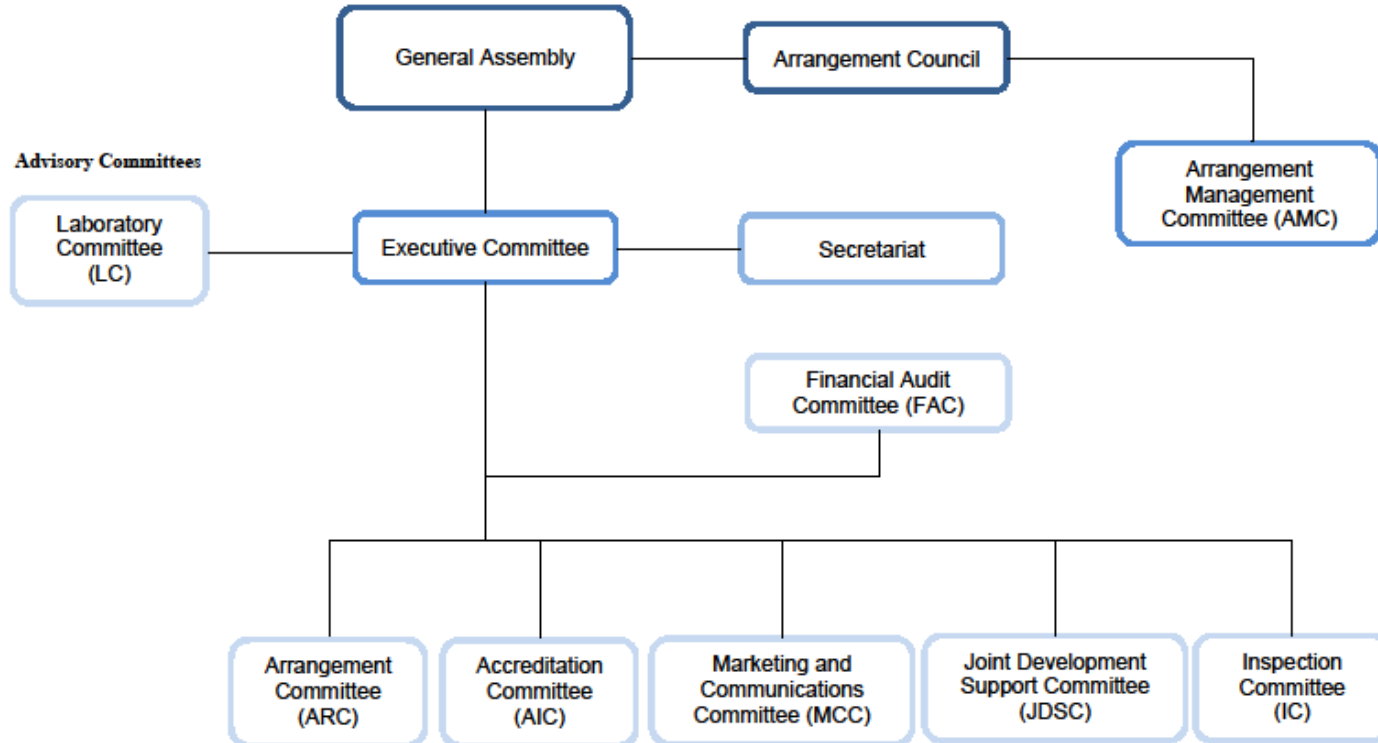 General Assembly
Arrangement Council
Advisory Committees
Arrangement
Management
Committee (AMC)
Laboratory
Committee
(LC)
Executive Committee
Secretariat
Financial Audit
Committee (FAC)
Arrangement
Committee
(ARC)
Accreditation
Committee
(AIC)
Marketing and
Communications
Committee (MCC)
Joint Development
Support Committee
(JDSC)
Inspection
Committee
(IC)